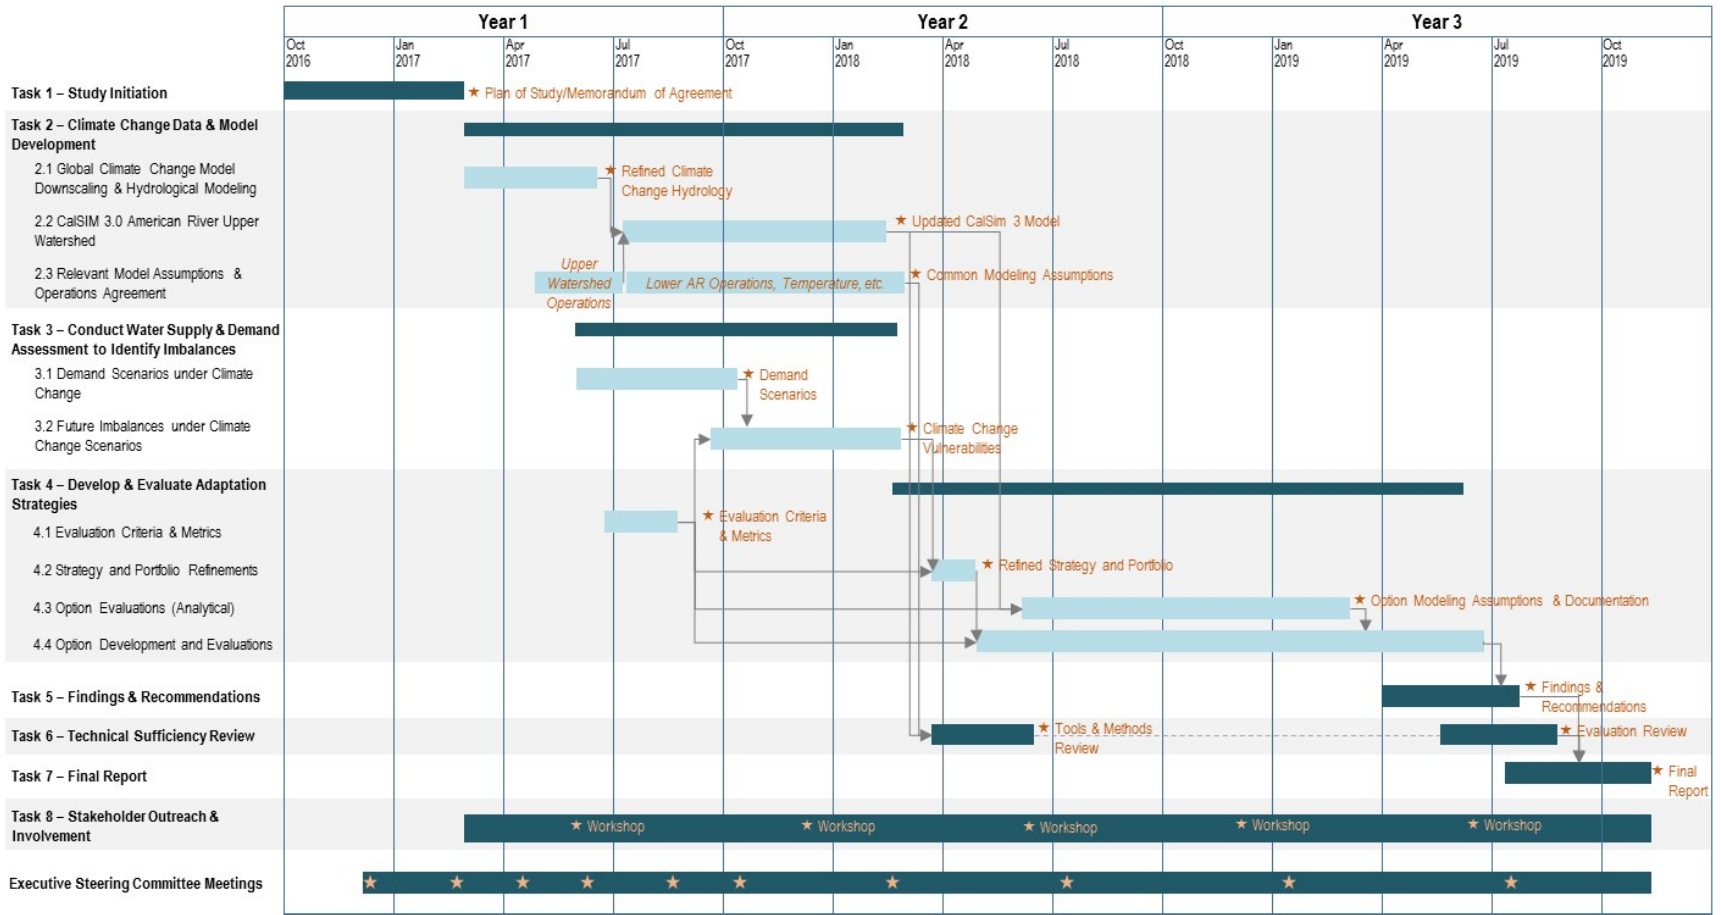 Year 1
Year 2
Year 3
Oct
2016
Jan
2017
Apr
2017
Jul
2017
Oct
2017
Jan
2018
Apr
2018
Jul
2018
Oct
2018
Jan
2019
Apr
2019
Jul
2019
Oct
2019
Task 1 – Study Initiation
★ Plan of Study/Memorandum of Agreement
Task 2 – Climate Change Data & Model
Development
2.1 Global Climate Change Model
Downscaling & Hydrological Modeling
★ Refined Climate
Change Hydrology
2.2 CalSIM 3.0 American River Upper
Watershed
★ Updated CalSim 3 Model
2.3 Relevant Model Assumptions &
Operations Agreement
Upper
Watershed
Operations
Lower AR Operations, Temperature, etc.
★ Common Modeling Assumptions
Task 3 – Conduct Water Supply & Demand
Assessment to Identify Imbalances
3.1 Demand Scenarios under Climate
Change
★ Demand
Scenarios
3.2 Future Imbalances under Climate
Change Scenarios
★ Climate Change
Vulnerabilities
Task 4 – Develop & Evaluate Adaptation
Strategies
4.1 Evaluation Criteria & Metrics
★ Evaluation Criteria
& Metrics
4.2 Strategy and Portfolio Refinements
★ Refined Strategy and Portfolio
4.3 Option Evaluations (Analytical)
★ Option Modeling Assumptions & Documentation
4.4 Option Development and Evaluations
Task 5 – Findings & Recommendations
★ Findings &
Recommendations
Task 6 – Technical Sufficiency Review
★ Tools & Methods
Review
★ Evaluation Review
Task 7 – Final Report
★ Final
Report
Task 8 – Stakeholder Outreach &
Involvement
★ Workshop
★ Workshop
★ Workshop
★ Workshop
★ Workshop
Executive Steering Committee Meetings